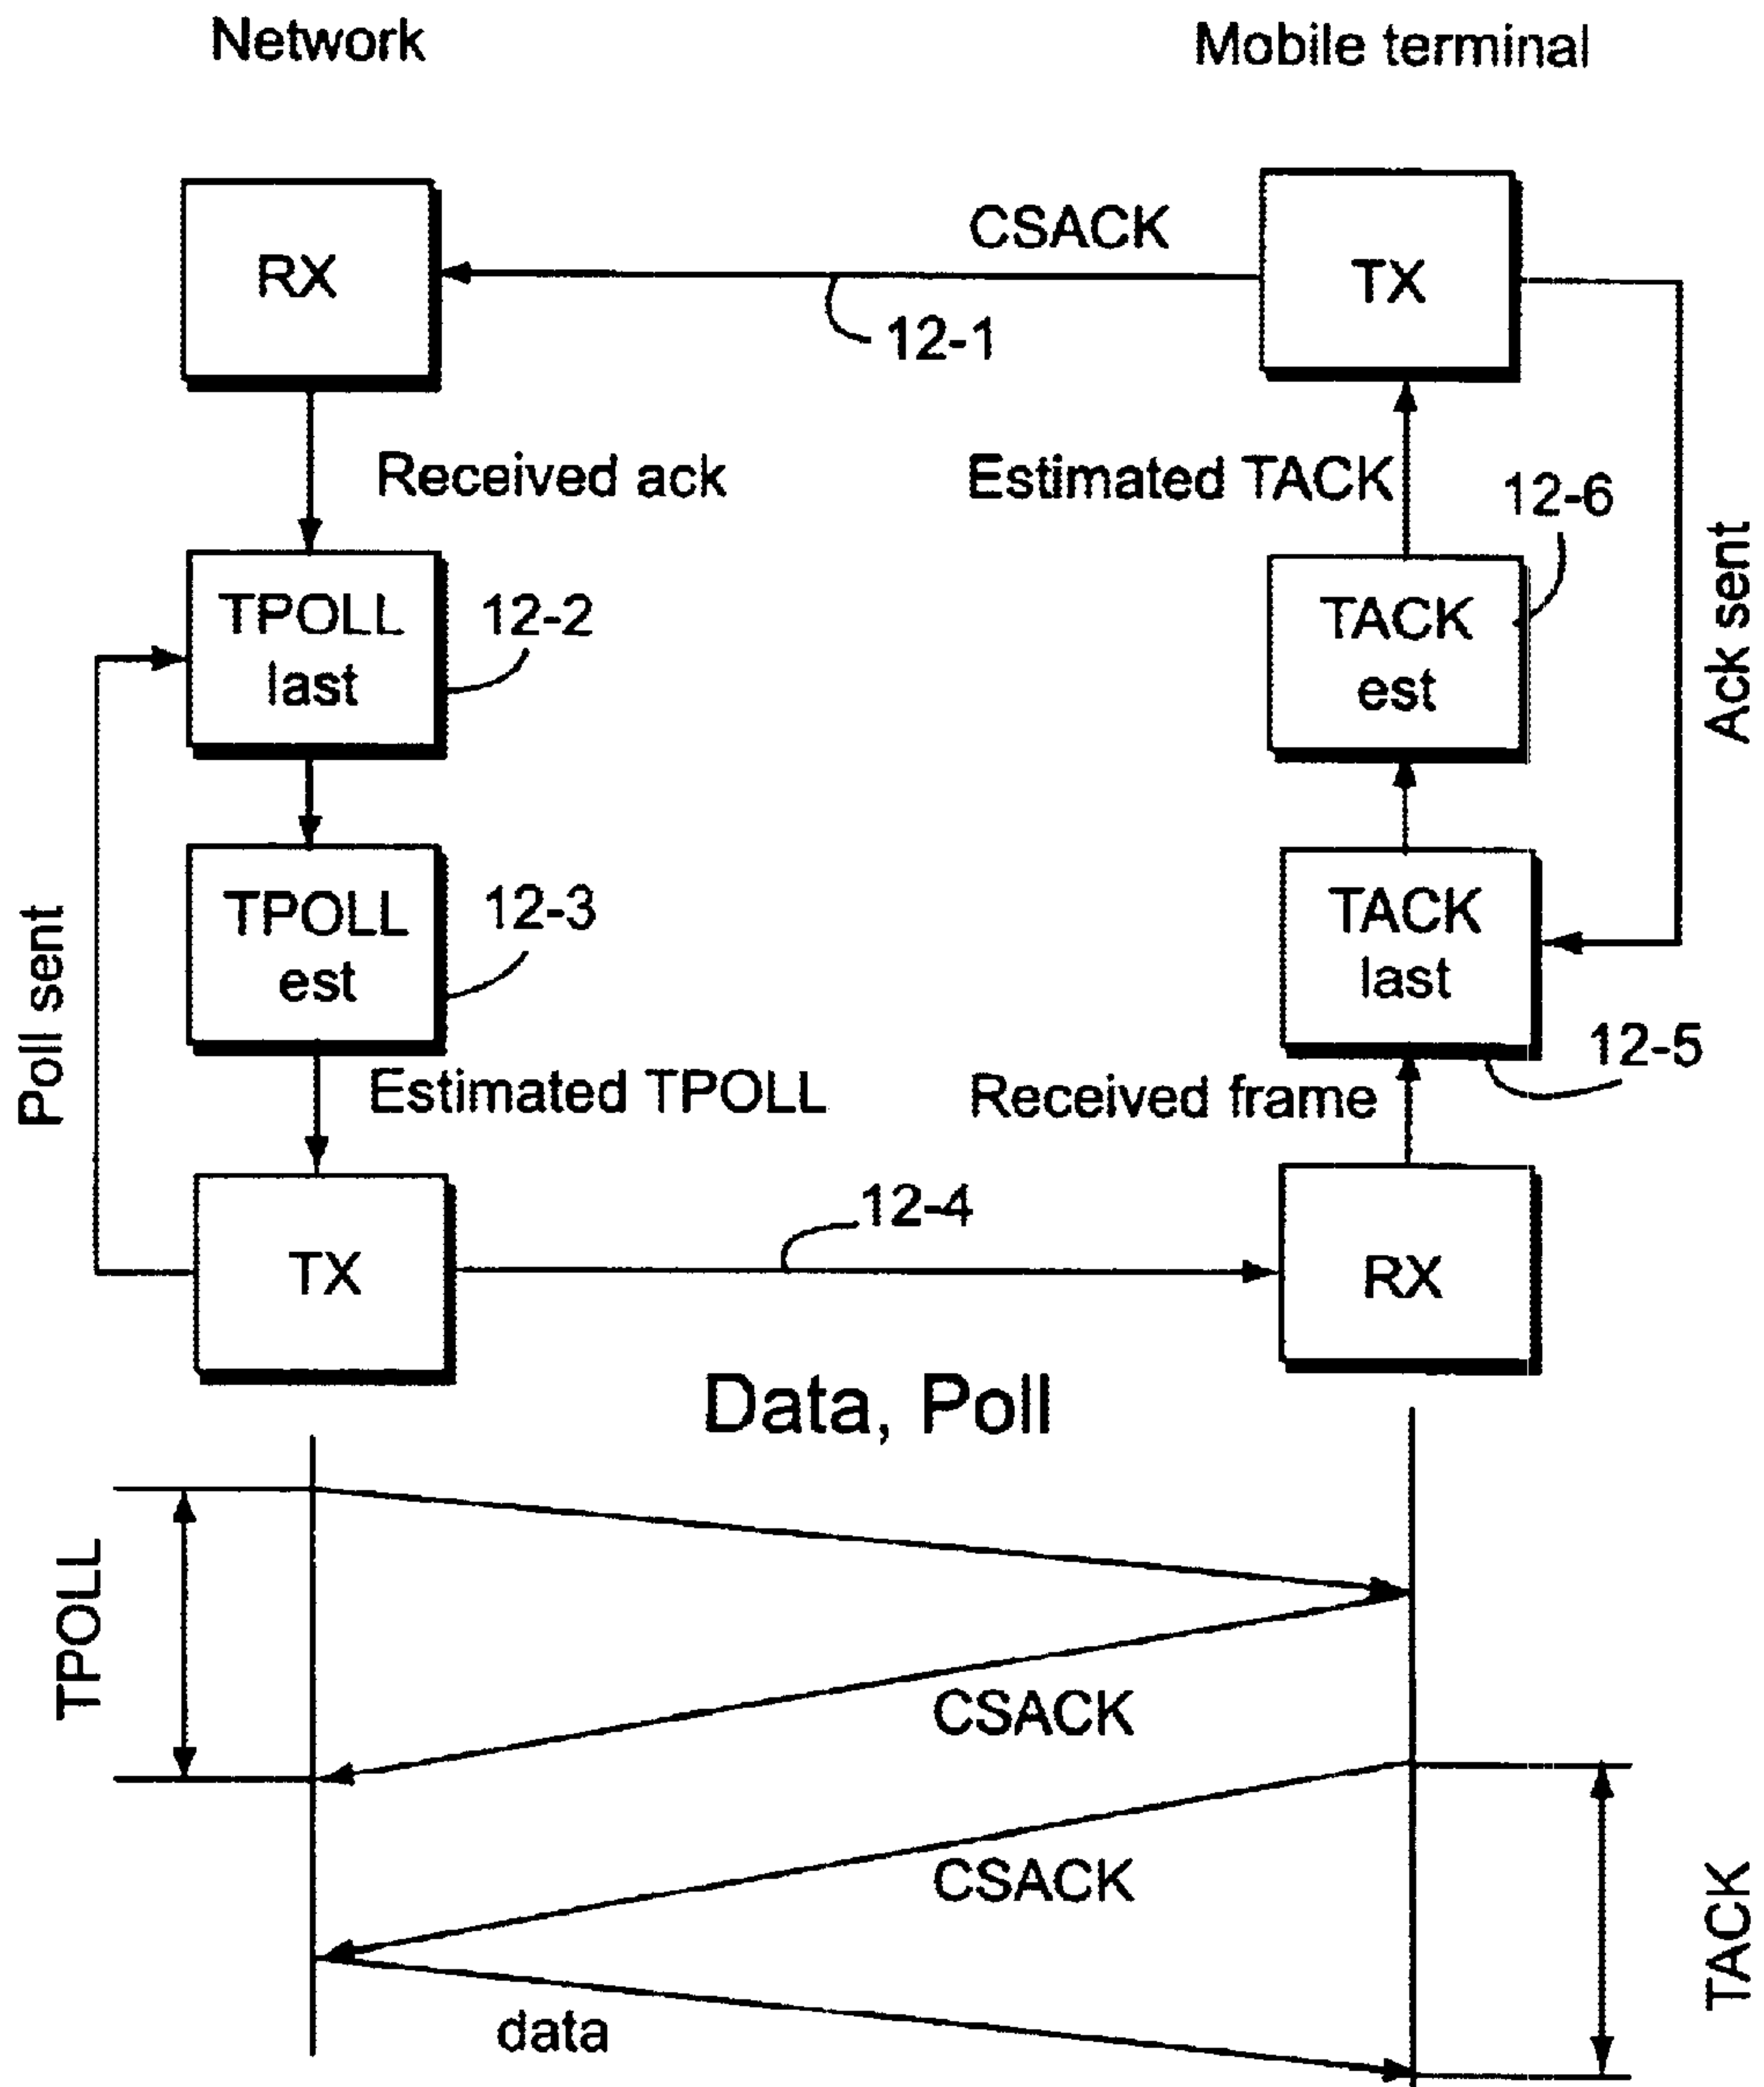 Network
Mobile terminal
RX
CSACK
TX
12-1
Received ack
Estimated TACK
12-6
Ack sent
TPOLL
last
12-2
TACK
est
TPOLL
est
12-3
TACK
last
12-5
Poll sent
Estimated TPOLL
Received frame
TX
12-4
RX
Data, Poll
TPOLL
CSACK
CSACK
TACK
data